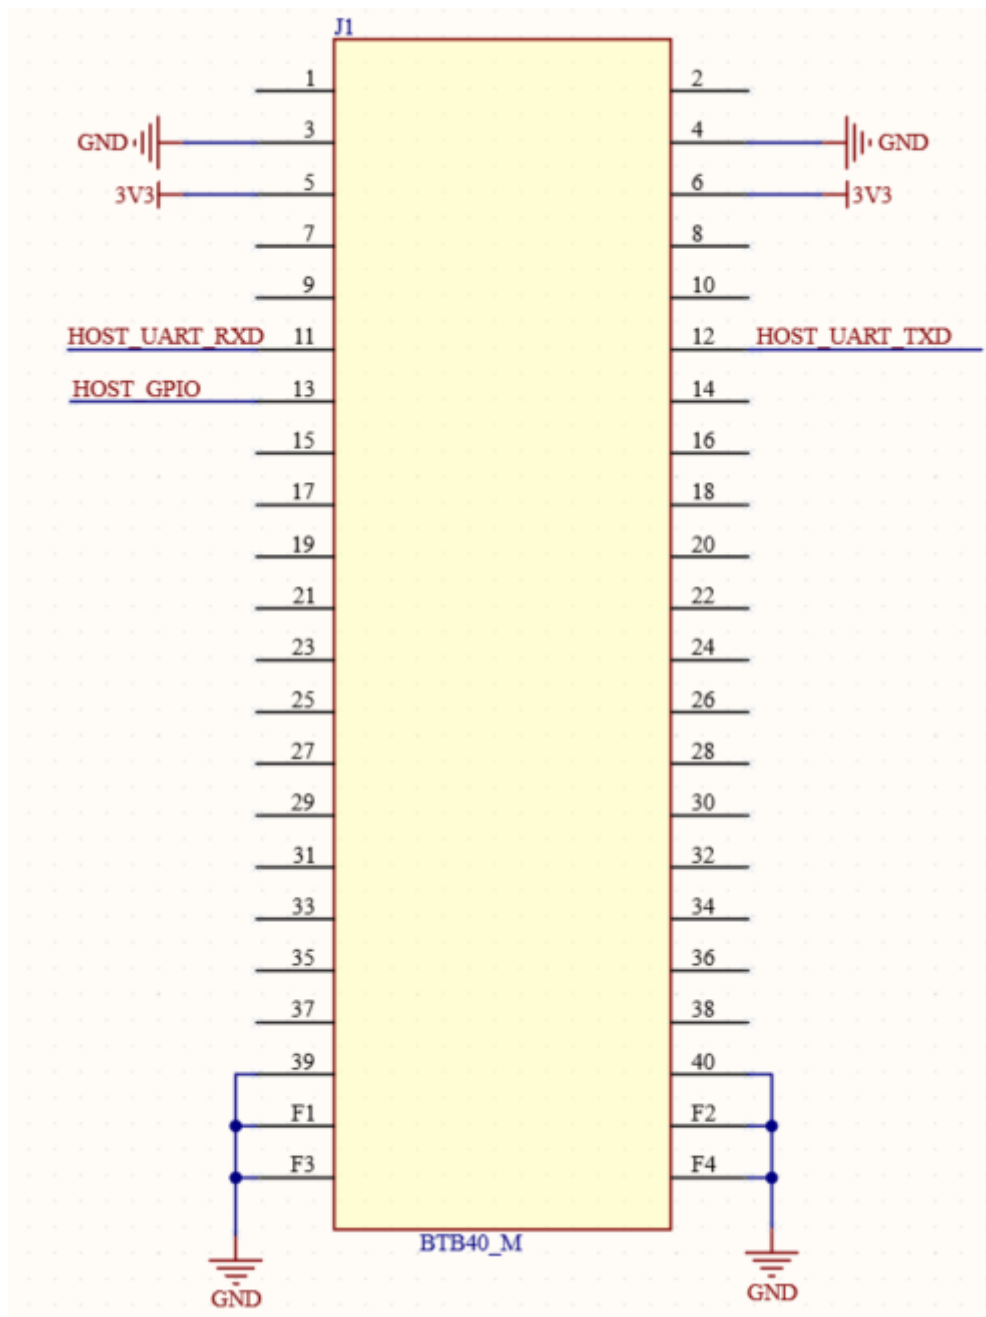 J1
1 2
GND 3 4 GND
3V3 5 6 3V3
7 8
9 10
HOST_UART_RXD 11 12 HOST_UART_TXD
HOST_GPIO 13 14
15 16
17 18
19 20
21 22
23 24
25 26
27 28
29 30
31 32
33 34
35 36
37 38
39 40
F1 F2
F3 F4
BTB40_M
GND GND